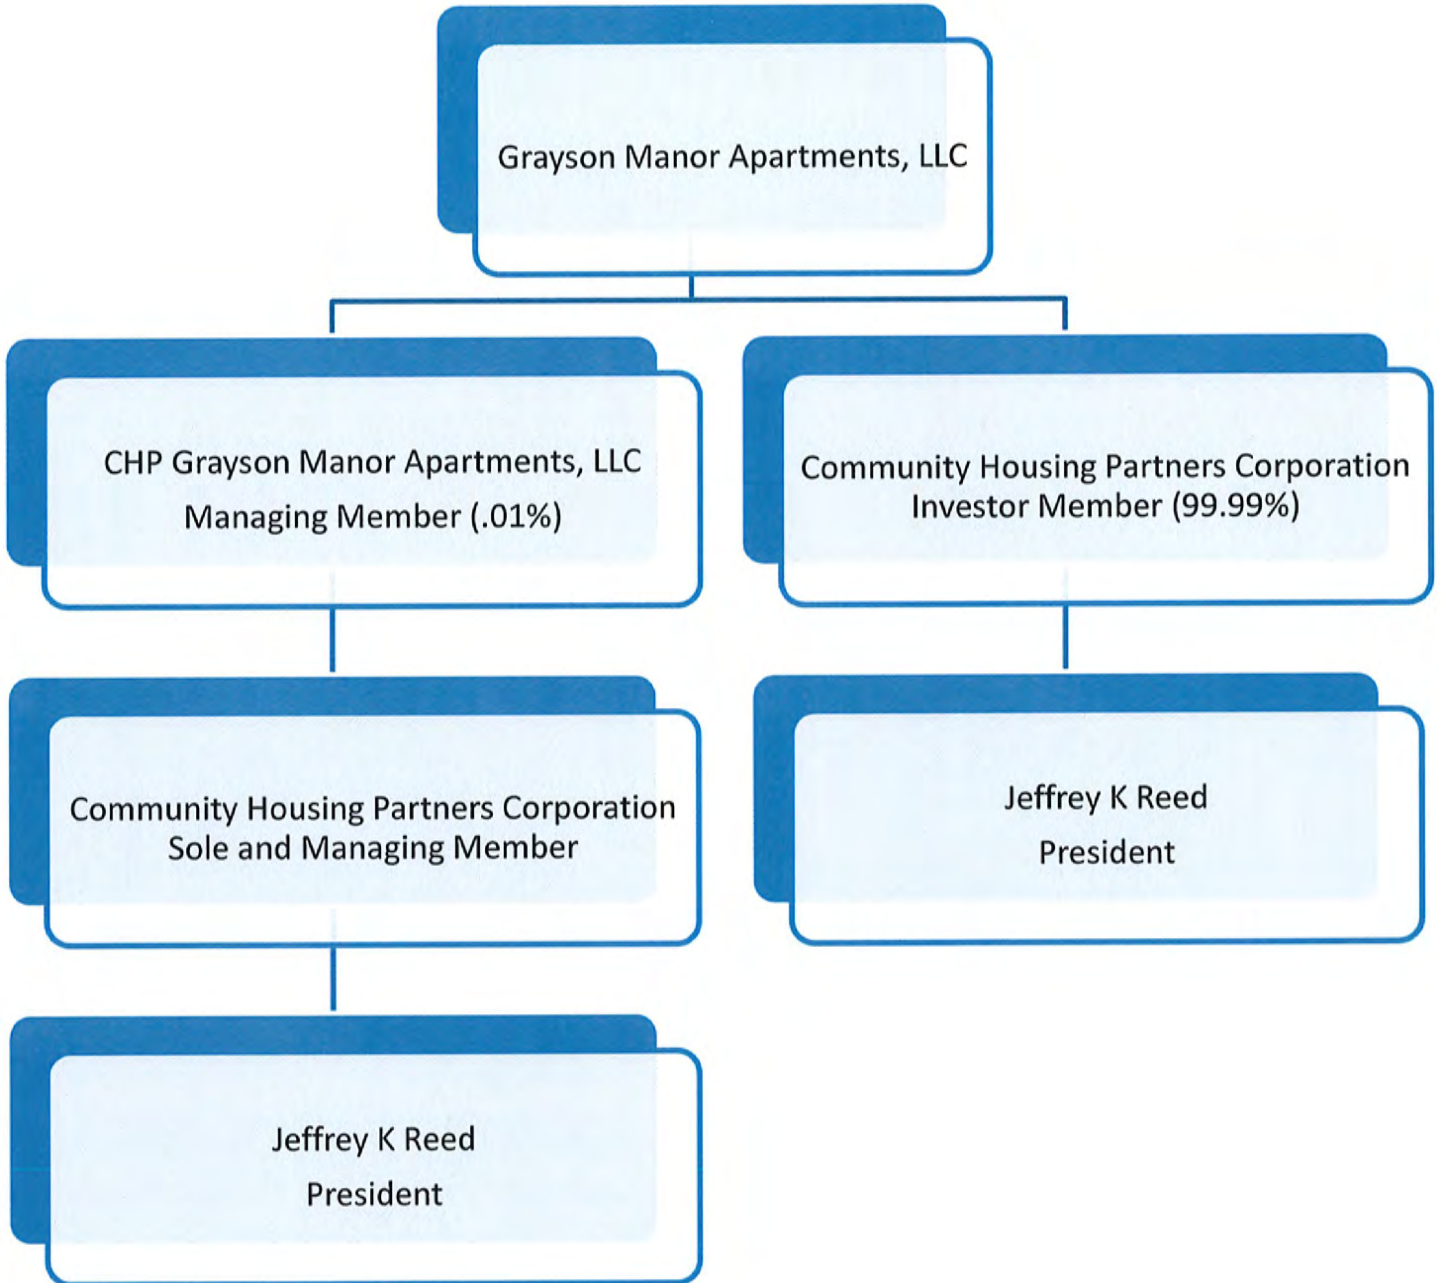 Grayson Manor Apartments, LLC
CHP Grayson Manor Apartments, LLC
Managing Member (.01%)
Community Housing Partners Corporation
Investor Member (99.99%)
Community Housing Partners Corporation
Sole and Managing Member
Jeffrey K Reed
President
Jeffrey K Reed
President